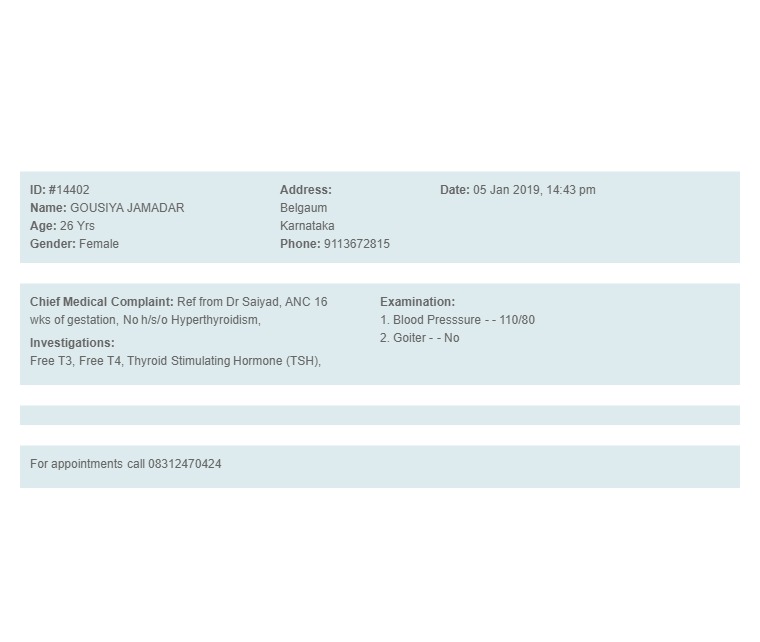 ID: #14402
Name: GOUSIYA JAMADAR
Age: 26 Yrs
Gender: Female
Address:
Belgaum
Karnataka
Phone: 9113672815
Date: 05 Jan 2019, 14:43 pm
Chief Medical Complaint: Ref from Dr Saiyad, ANC 16
wks of gestation, No h/s/o Hyperthyroidism,
Investigations:
Free T3, Free T4, Thyroid Stimulating Hormone (TSH),
Examination:
1. Blood Presssure - - 110/80
2. Goiter - - No
For appointments call 08312470424